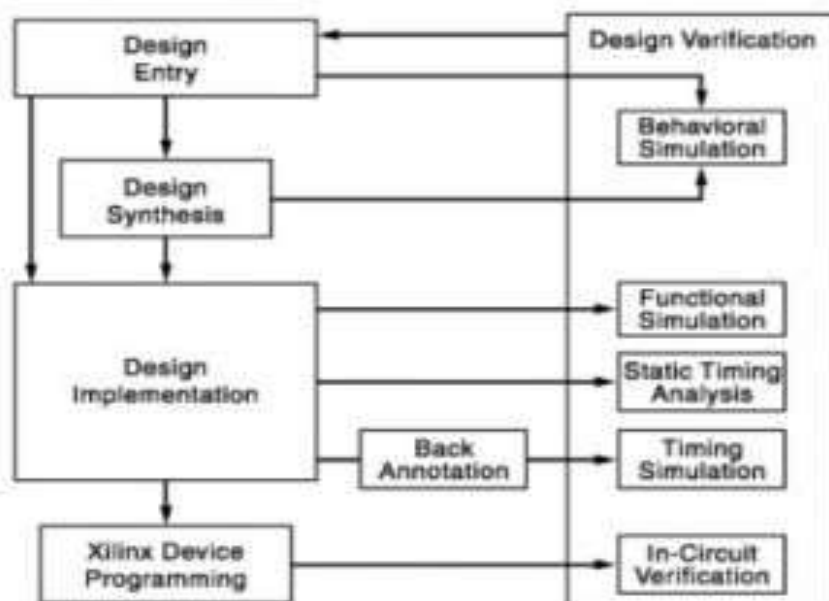 Design
Entry
Design Verification
Behavioral
Simulation
Design
Synthesis
Functional
Simulation
Design
Implementation
Static Timing
Analysis
Back
Annotation
Timing
Simulation
Xilinx Device
Programming
In-Circuit
Verification